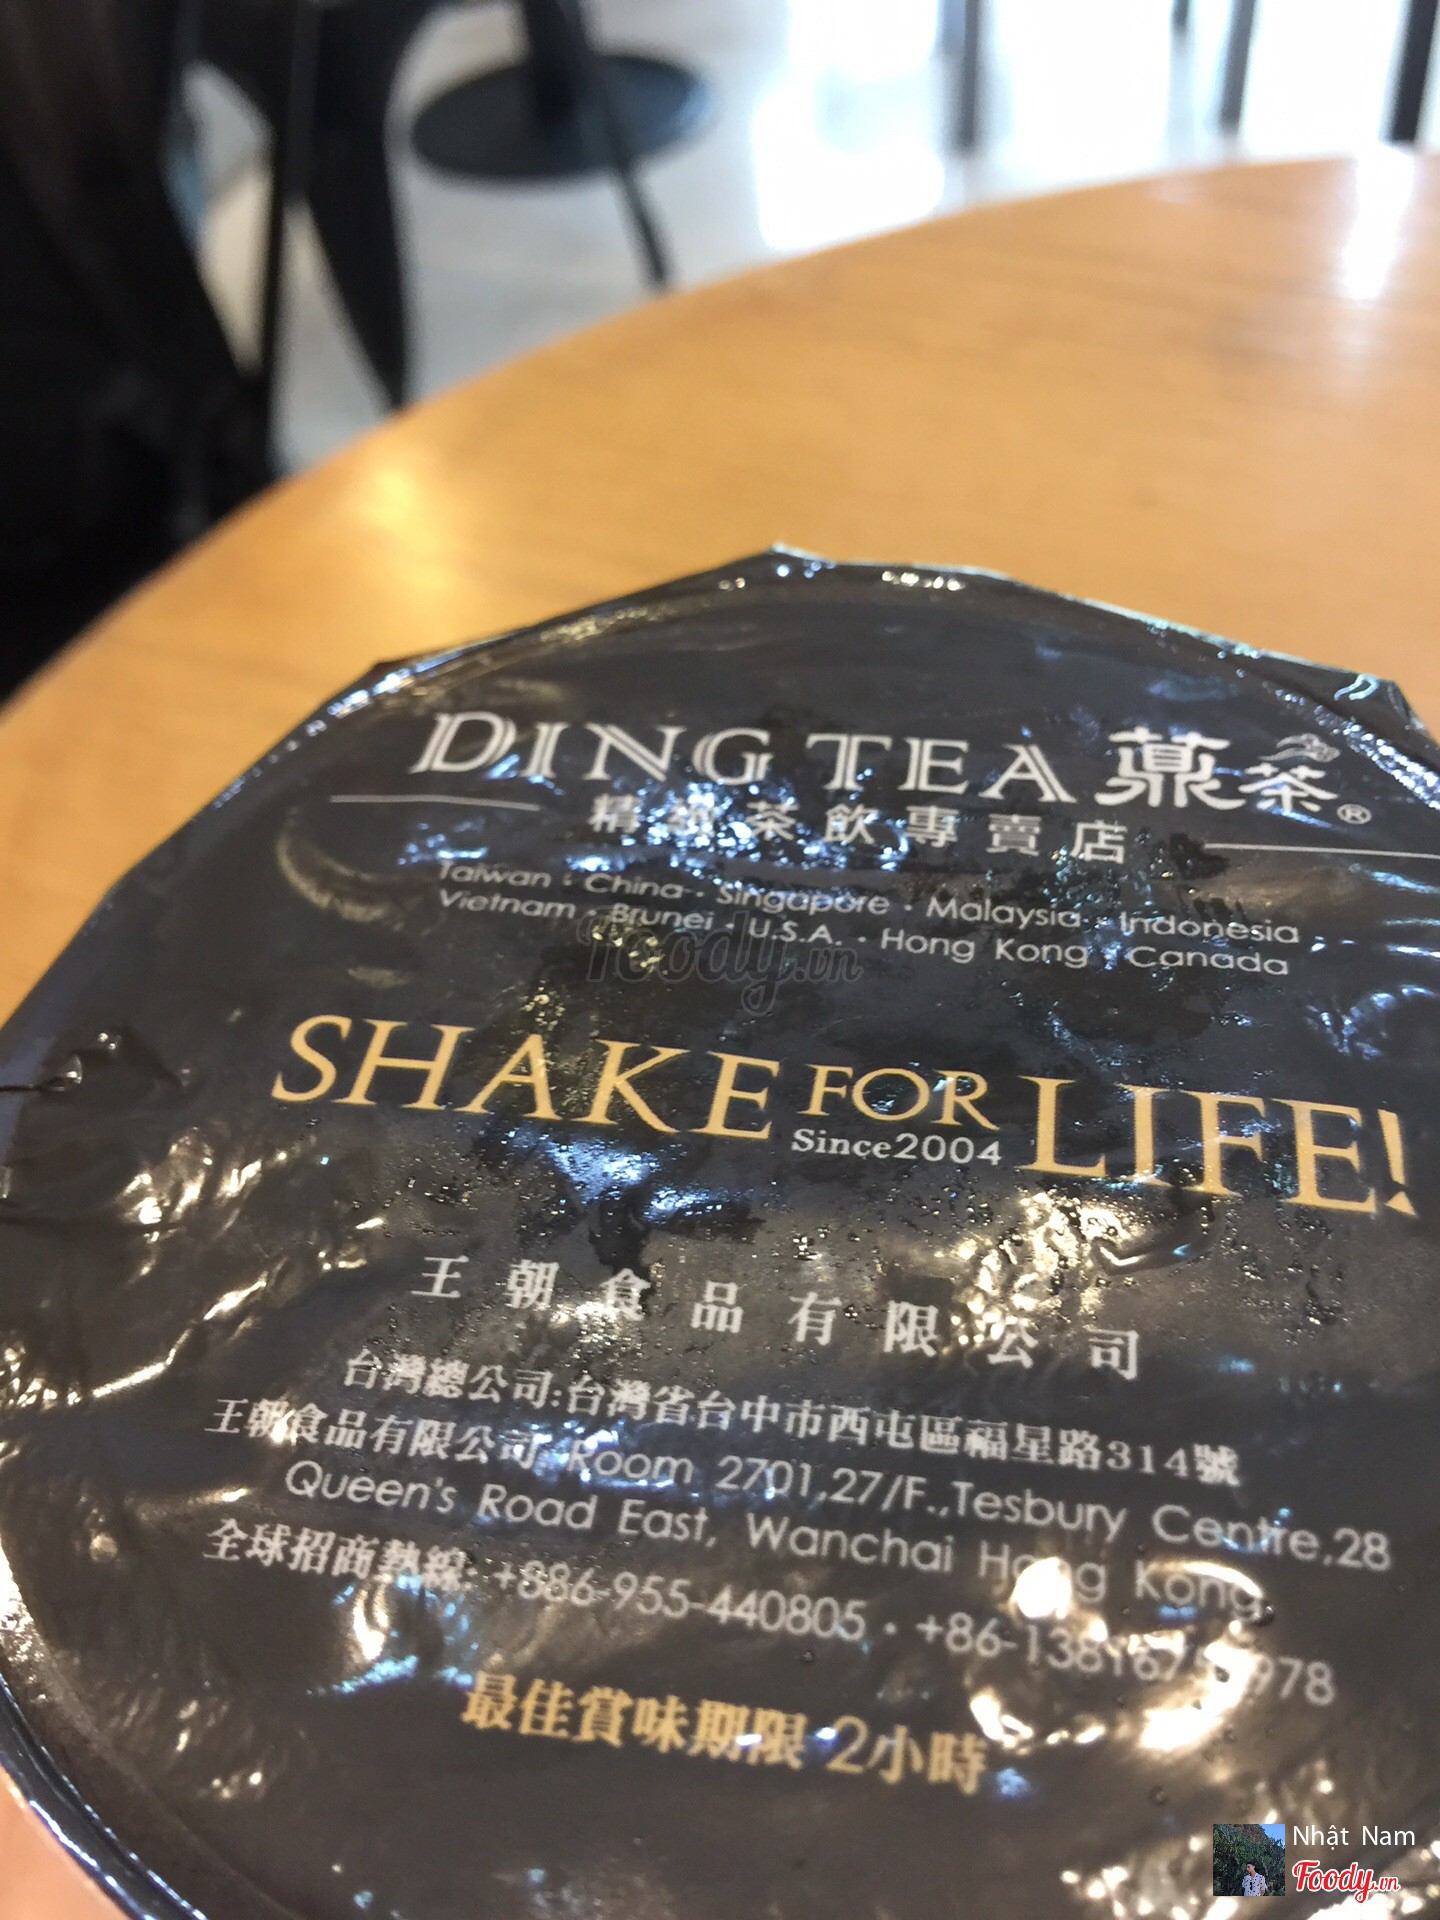 DING TEA 薡茶®
精緻茶飲專賣店
Taiwan · China · Singapore · Malaysia · Indonesia
Vietnam · Brunei · U.S.A. · Hong Kong · Canada
Foody.vn
SHAKE FOR LIFE!
Since2004
王朝食品有限公司
台灣總公司:台灣省台中市西屯區福星路314號
王朝食品有限公司 Room 2701,27/F.,Tesbury Centre,28
Queen's Road East, Wanchai Hong Kong
全球招商熱線: +886-955-440805 ·
最佳賞味期限 2小時
Nhật Nam
Foody.vn